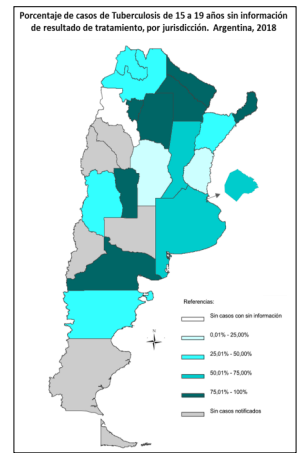 Porcentaje de casos de Tuberculosis de 15 a 19 años sin información
de resultado de tratamiento, por jurisdicción. Argentina, 2018
Referencias:
Sin casos con sin información
0,01% - 25,00%
25,01% - 50,00%
50,01% - 75,00%
75,01% - 100%
Sin casos notificados